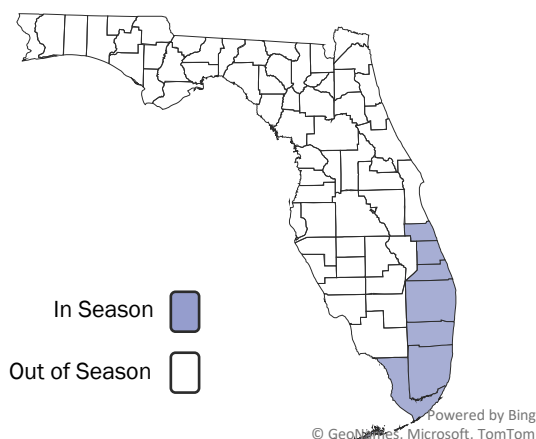 In Season
Out of Season
Powered by Bing
© GeoNames, Microsoft, TomTom